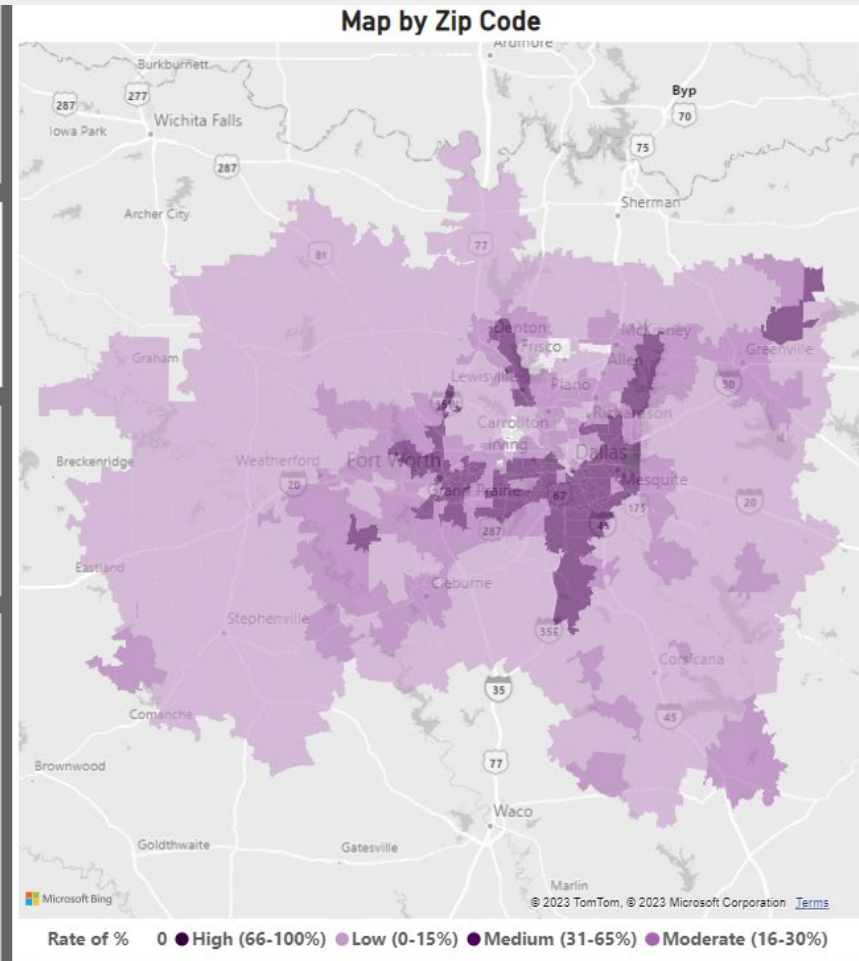 Map by Zip Code
Ardmore
Burkburnett
277
287
Byp
70
Iowa Park
Wichita Falls
75
287
Archer City
Sherman
77
81
Denton
McKinney
Frisco
Greenville
Graham
Allen
Lewisville
Plano
30
35W
Richardson
Carrollton
Irving
Dallas
Breckenridge
Weatherford
Fort Worth
20
Grand Prairie
Mesquite
67
175
20
45
287
Eastland
Cleburne
Stephenville
35E
Corsicana
35
Comanche
45
77
Brownwood
Waco
Goldthwaite
Gatesville
Marlin
Microsoft Bing
© 2023 TomTom, © 2023 Microsoft Corporation Terms
Rate of % 0 High (66-100%) Low (0-15%) Medium (31-65%) Moderate (16-30%)